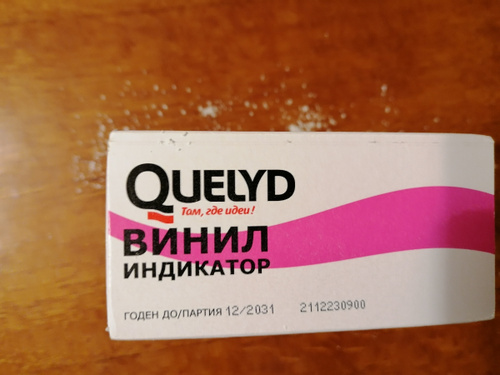 QUELYD
Там, где идеи!
ВИНИЛ
ИНДИКАТОР
ГОДЕН ДО/ПАРТИЯ 12/2031 2112230900